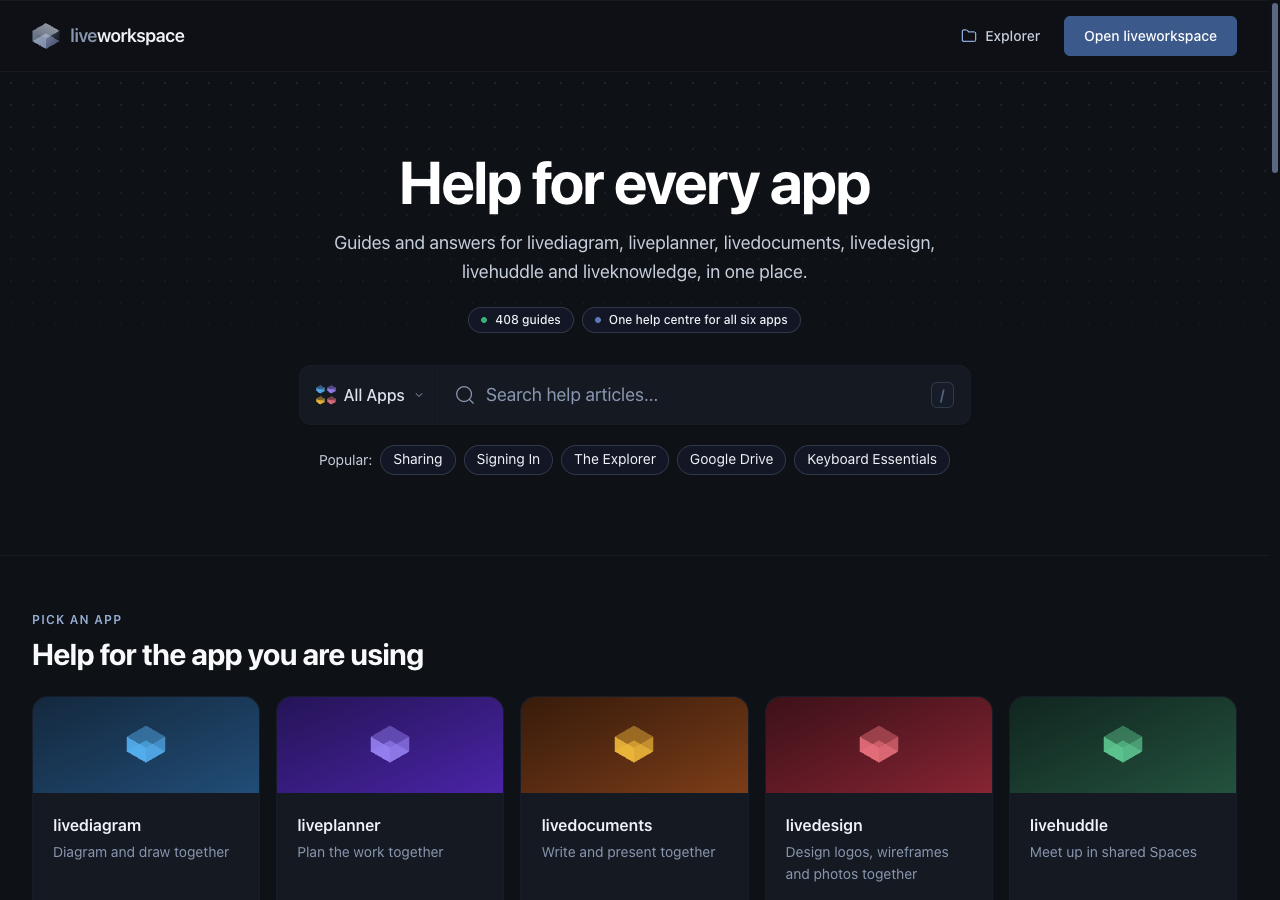 liveworkspace
Explorer
Open liveworkspace
Help for every app
Guides and answers for livediagram, liveplanner, livedocuments, livedesign,
livehuddle and liveknowledge, in one place.
408 guides
One help centre for all six apps
All Apps
Search help articles...
/
Popular:
Sharing
Signing In
The Explorer
Google Drive
Keyboard Essentials
PICK AN APP
Help for the app you are using
livediagram
Diagram and draw together
liveplanner
Plan the work together
livedocuments
Write and present together
livedesign
Design logos, wireframes
and photos together
livehuddle
Meet up in shared Spaces